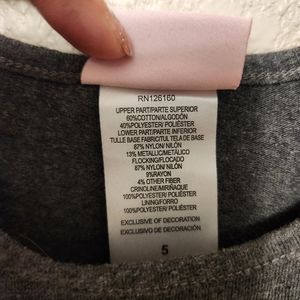 RN126160
UPPER PART/PARTE SUPERIOR
60%COTTON/ALGODÓN
40%POLYESTER/ POLIÉSTER
LOWER PART/PARTE INFERIOR
TULLE BASE FABRIC/TUL TELA DE BASE
87% NYLON/ NILÓN
13% METALLIC/METÁLICO
FLOCKING/FLOCADO
87% NYLON/ NILÓN
9%RAYON
4% OTHER FIBER
CRINOLINE/MIRIÑAQUE
100%POLYESTER/ POLIÉSTER
LINING/FORRO
100%POLYESTER/ POLIÉSTER
EXCLUSIVE OF DECORATION
EXCLUSIVO DE DECORACIÓN
5